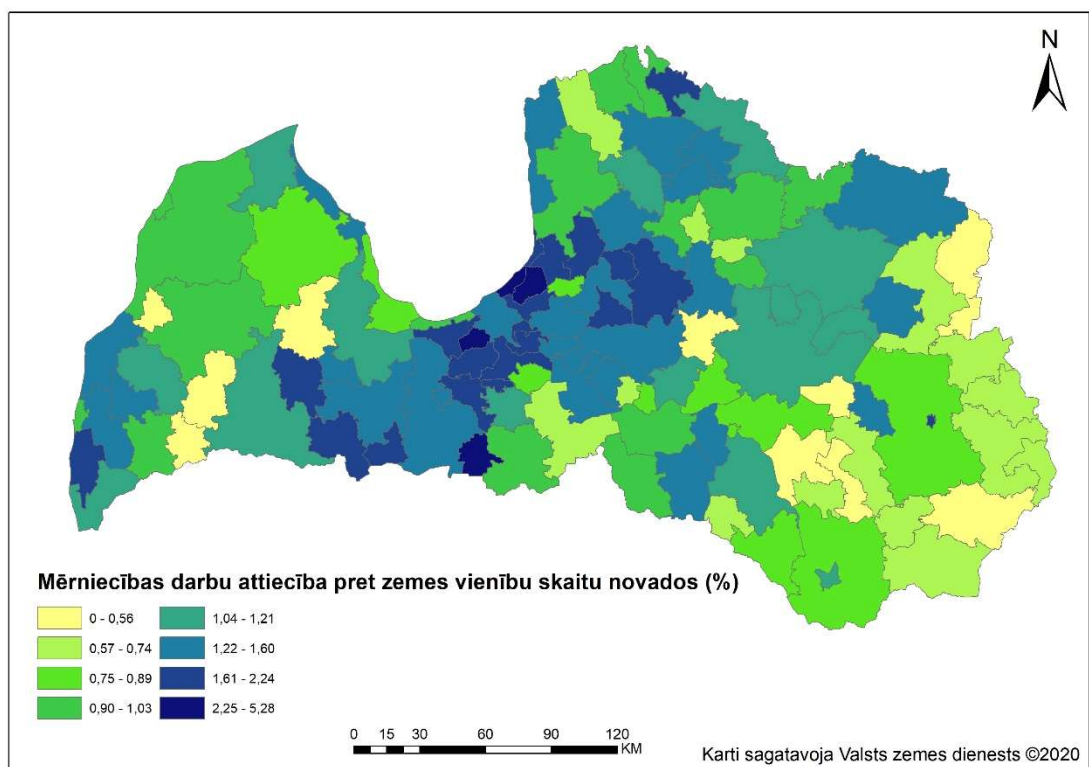 N
Mērniecības darbu attiecība pret zemes vienību skaitu novados (%)
0 - 0,56
0,57 - 0,74
0,75 - 0,89
0,90 - 1,03
1,04 - 1,21
1,22 - 1,60
1,61 - 2,24
2,25 - 5,28
0 15 30 60 90 120
KM
Karti sagatavoja Valsts zemes dienests ©2020